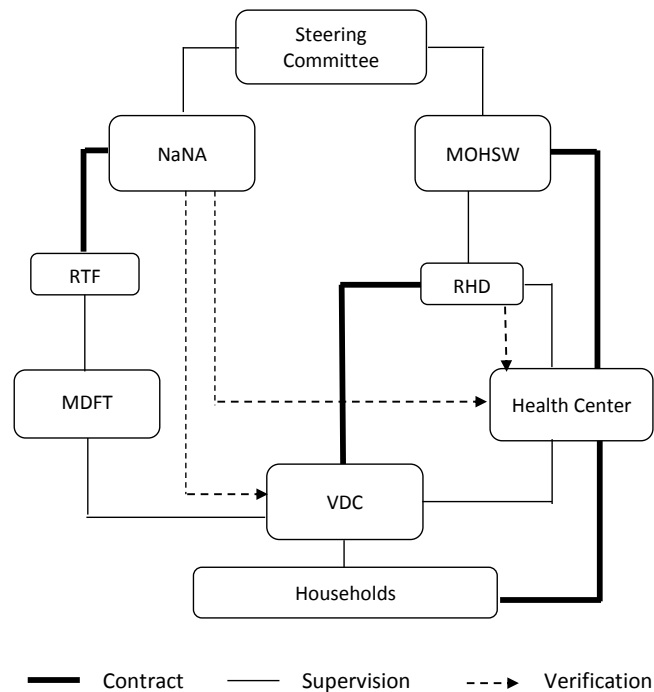 Steering
Committee
NaNA
MOHSW
RTF
RHD
MDFT
Health Center
VDC
Households
Contract
Supervision
Verification